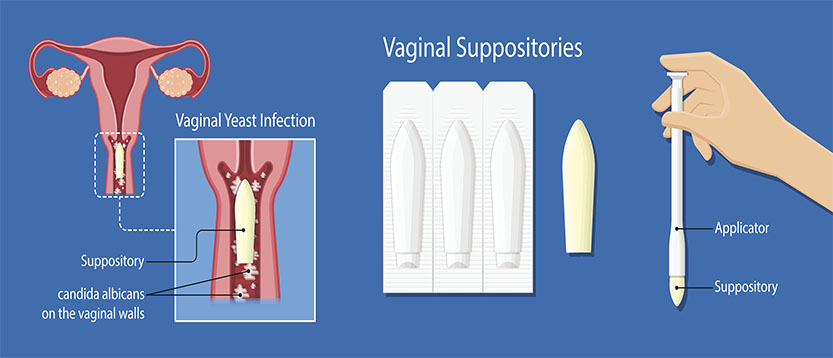 Vaginal Yeast Infection
Suppository
candida albicans
on the vaginal walls
Vaginal Suppositories
Applicator
Suppository